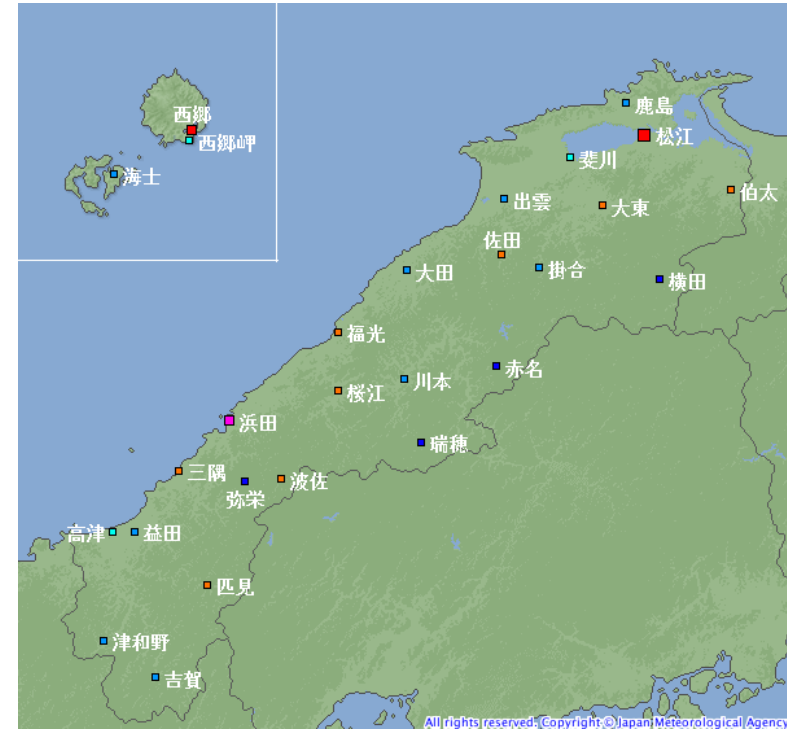 西郷
西郷岬
海士
鹿島
松江
斐川
伯太
出雲
大東
佐田
大田
掛合
横田
福光
赤名
川本
桜江
浜田
瑞穂
三隅
波佐
弥栄
高津
益田
匹見
津和野
吉賀
All rights reserved. Copyright © Japan Meteorological Agency